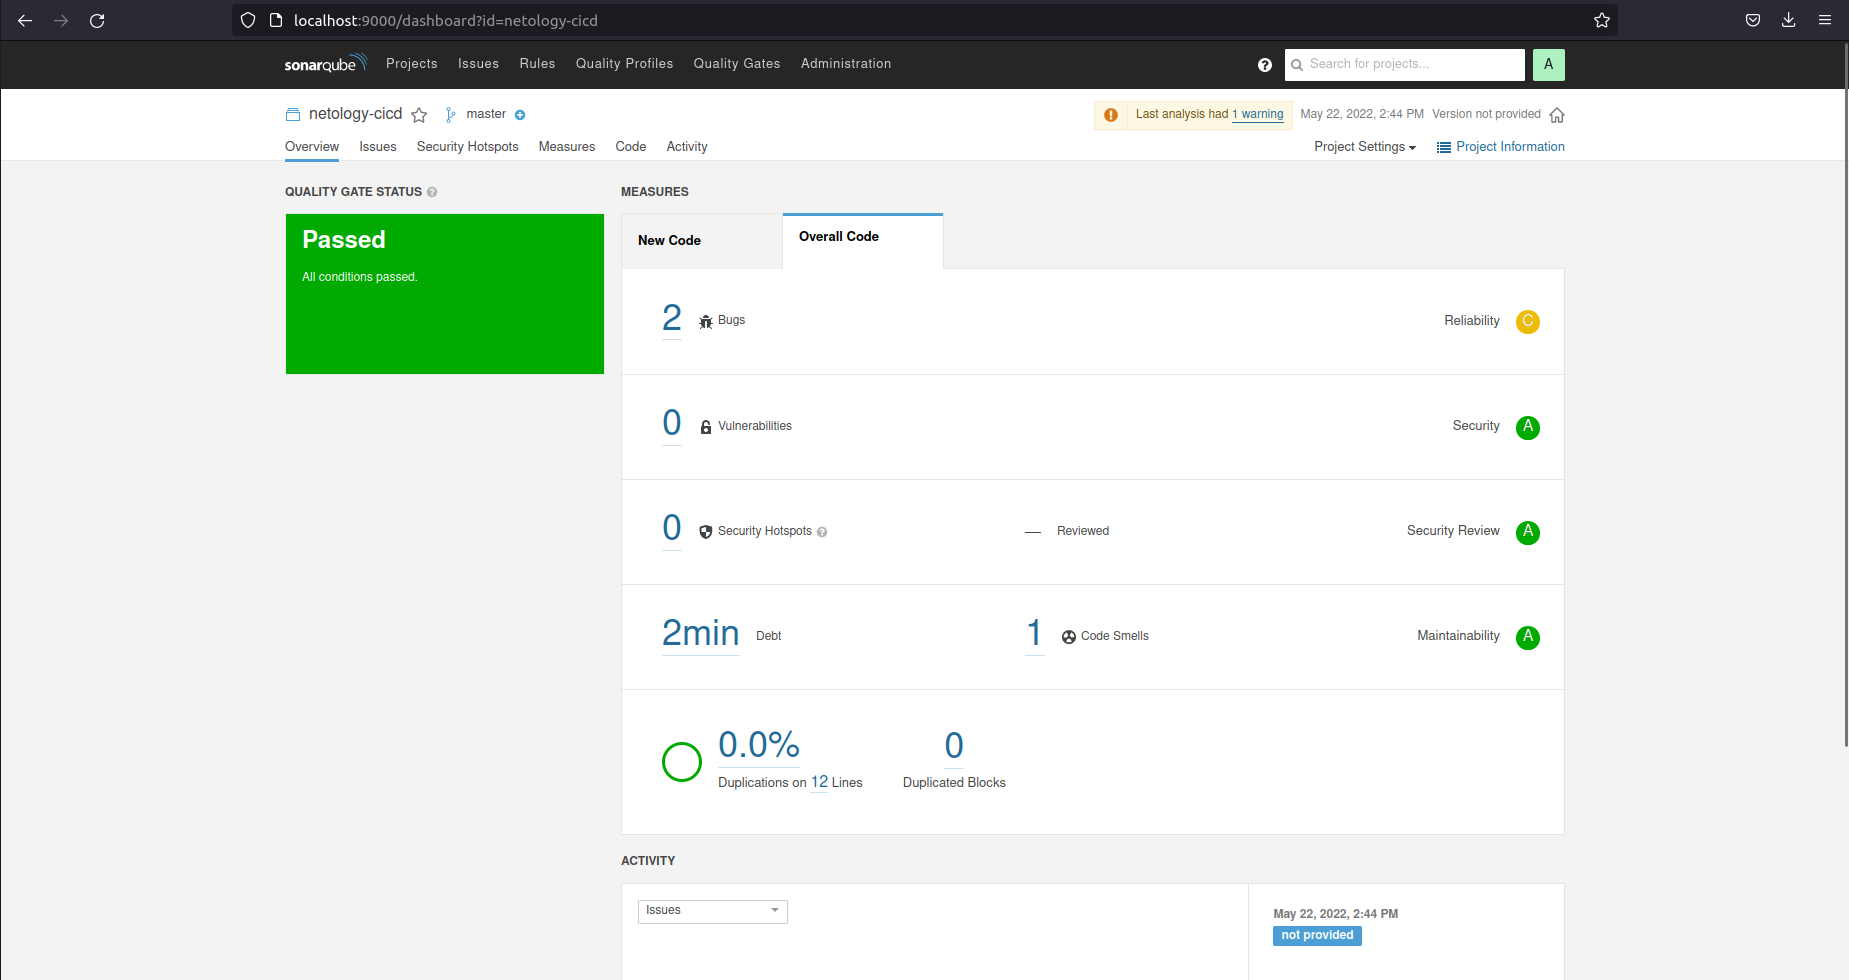 localhost:9000/dashboard?id=netology-cicd
sonarqube Projects Issues Rules Quality Profiles Quality Gates Administration
Search for projects...
A
netology-cicd master
Last analysis had 1 warning May 22, 2022, 2:44 PM Version not provided
Overview Issues Security Hotspots Measures Code Activity
Project Settings Project Information
QUALITY GATE STATUS
Passed
All conditions passed.
MEASURES
New Code
Overall Code
2 Bugs
Reliability C
0 Vulnerabilities
Security A
0 Security Hotspots
— Reviewed
Security Review A
2min Debt
1 Code Smells
Maintainability A
0.0%
Duplications on 12 Lines
0
Duplicated Blocks
ACTIVITY
Issues
May 22, 2022, 2:44 PM
not provided